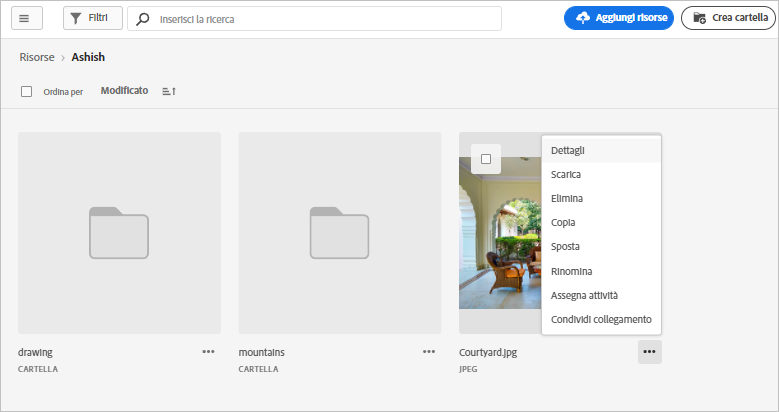 Filtri
Inserisci la ricerca
Aggiungi risorse
Crea cartella
Risorse > Ashish
Ordina per
Modificato
Dettagli
Scarica
Elimina
Copia
Sposta
Rinomina
Assegna attività
Condividi collegamento
drawing
mountains
Courtyard.jpg
CARTELLA
CARTELLA
JPEG